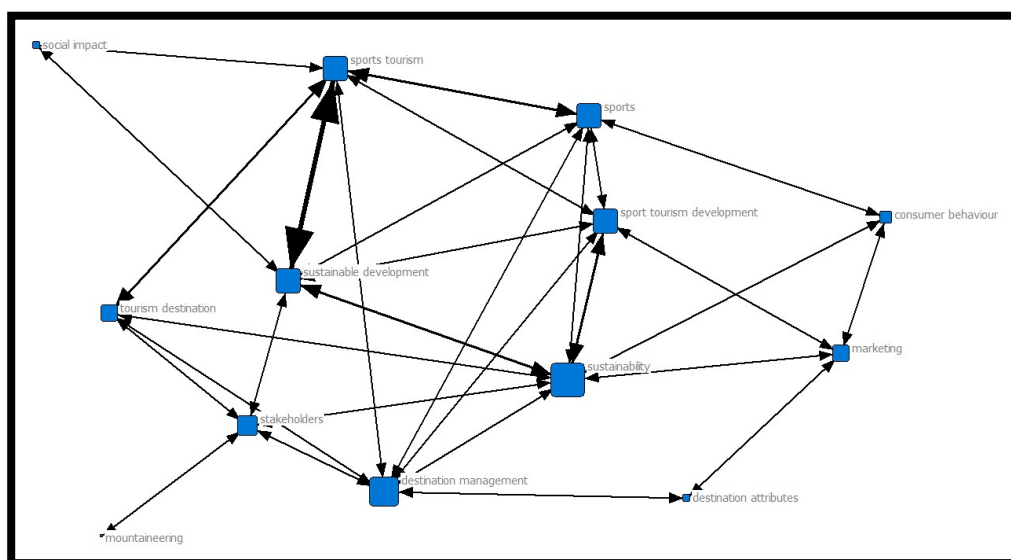 social impact
sports tourism
sports
sport tourism development
consumer behaviour
sustainable development
tourism destination
marketing
sustainability
stakeholders
destination management
destination attributes
mountaineering